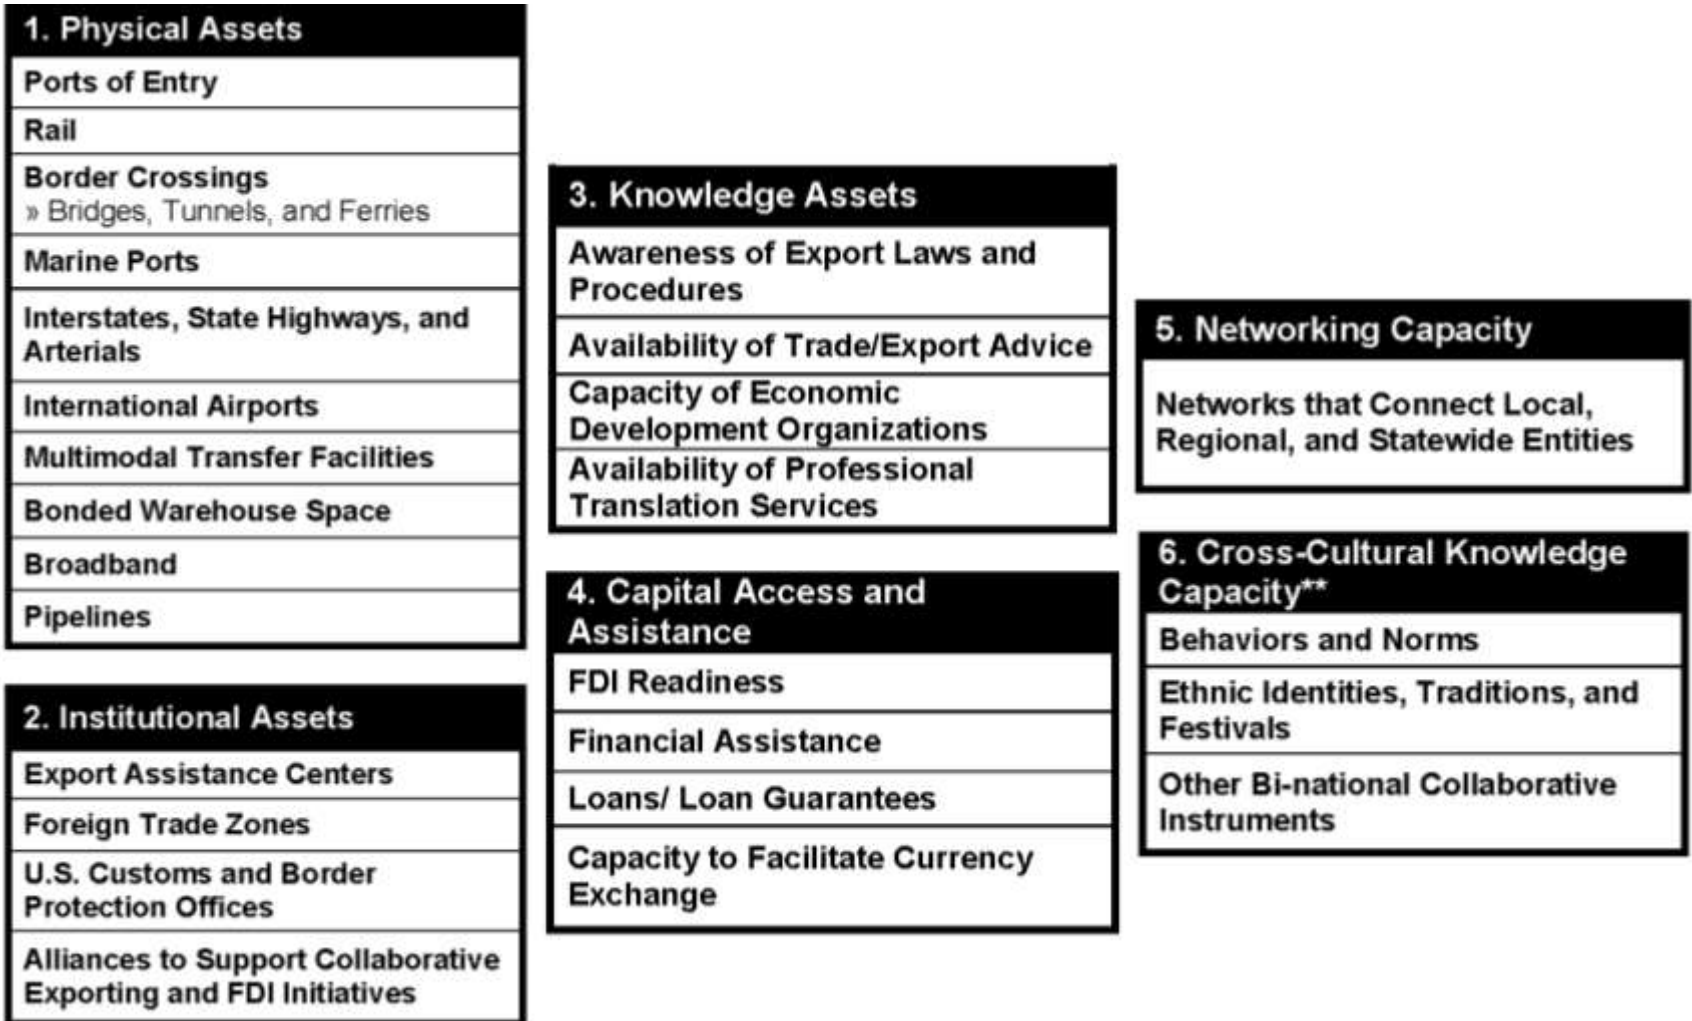 1. Physical Assets
Ports of Entry
Rail
Border Crossings
» Bridges, Tunnels, and Ferries
Marine Ports
Interstates, State Highways, and
Arterials
International Airports
Multimodal Transfer Facilities
Bonded Warehouse Space
Broadband
Pipelines
2. Institutional Assets
Export Assistance Centers
Foreign Trade Zones
U.S. Customs and Border
Protection Offices
Alliances to Support Collaborative
Exporting and FDI Initiatives
3. Knowledge Assets
Awareness of Export Laws and
Procedures
Availability of Trade/Export Advice
Capacity of Economic
Development Organizations
Availability of Professional
Translation Services
4. Capital Access and
Assistance
FDI Readiness
Financial Assistance
Loans/ Loan Guarantees
Capacity to Facilitate Currency
Exchange
5. Networking Capacity
Networks that Connect Local,
Regional, and Statewide Entities
6. Cross-Cultural Knowledge
Capacity**
Behaviors and Norms
Ethnic Identities, Traditions, and
Festivals
Other Bi-national Collaborative
Instruments